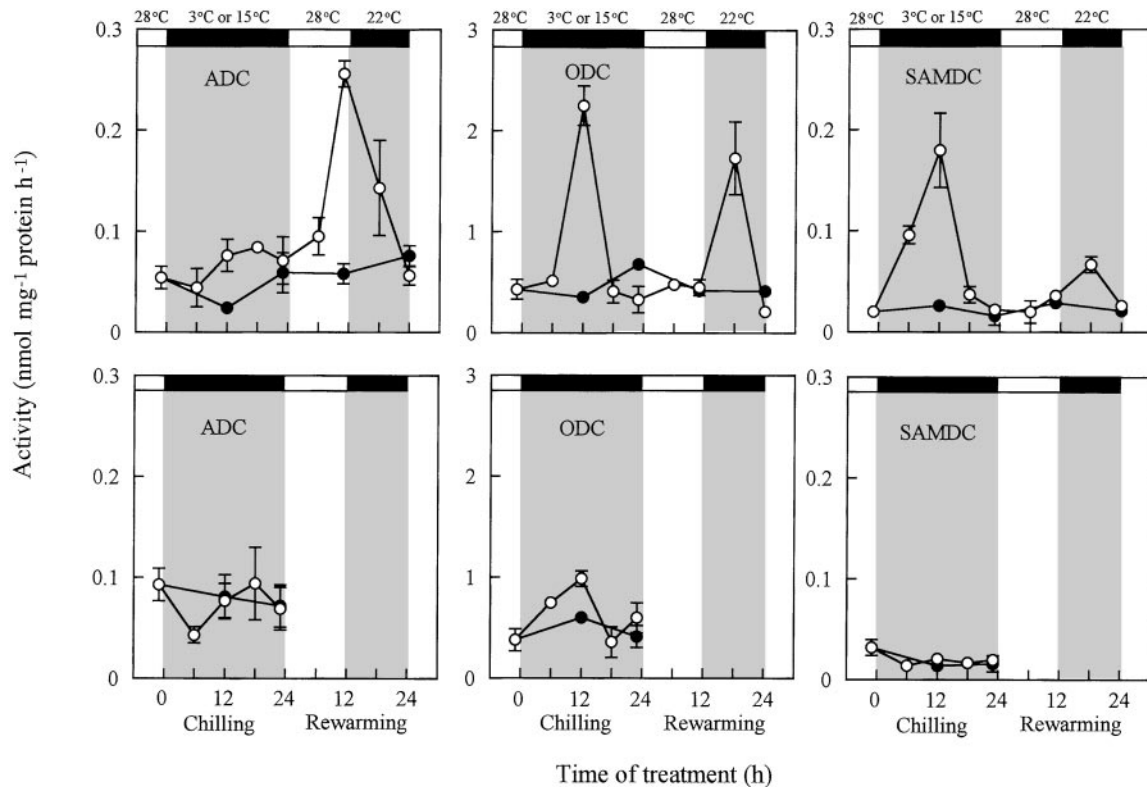 28°C 3°C or 15°C 28°C 22°C
28°C 3°C or 15°C 28°C 22°C
28°C 3°C or 15°C 28°C 22°C
0.3
ADC
0.2
0.1
0
3
ODC
2
1
0
0.3
SAMDC
0.2
0.1
0
Activity (nmol mg⁻¹ protein h⁻¹)
0.3
ADC
0.2
0.1
0
0 12 24 12 24
Chilling Rewarming
3
ODC
2
1
0
0 12 24 12 24
Chilling Rewarming
0.3
SAMDC
0.2
0.1
0
0 12 24 12 24
Chilling Rewarming
Time of treatment (h)